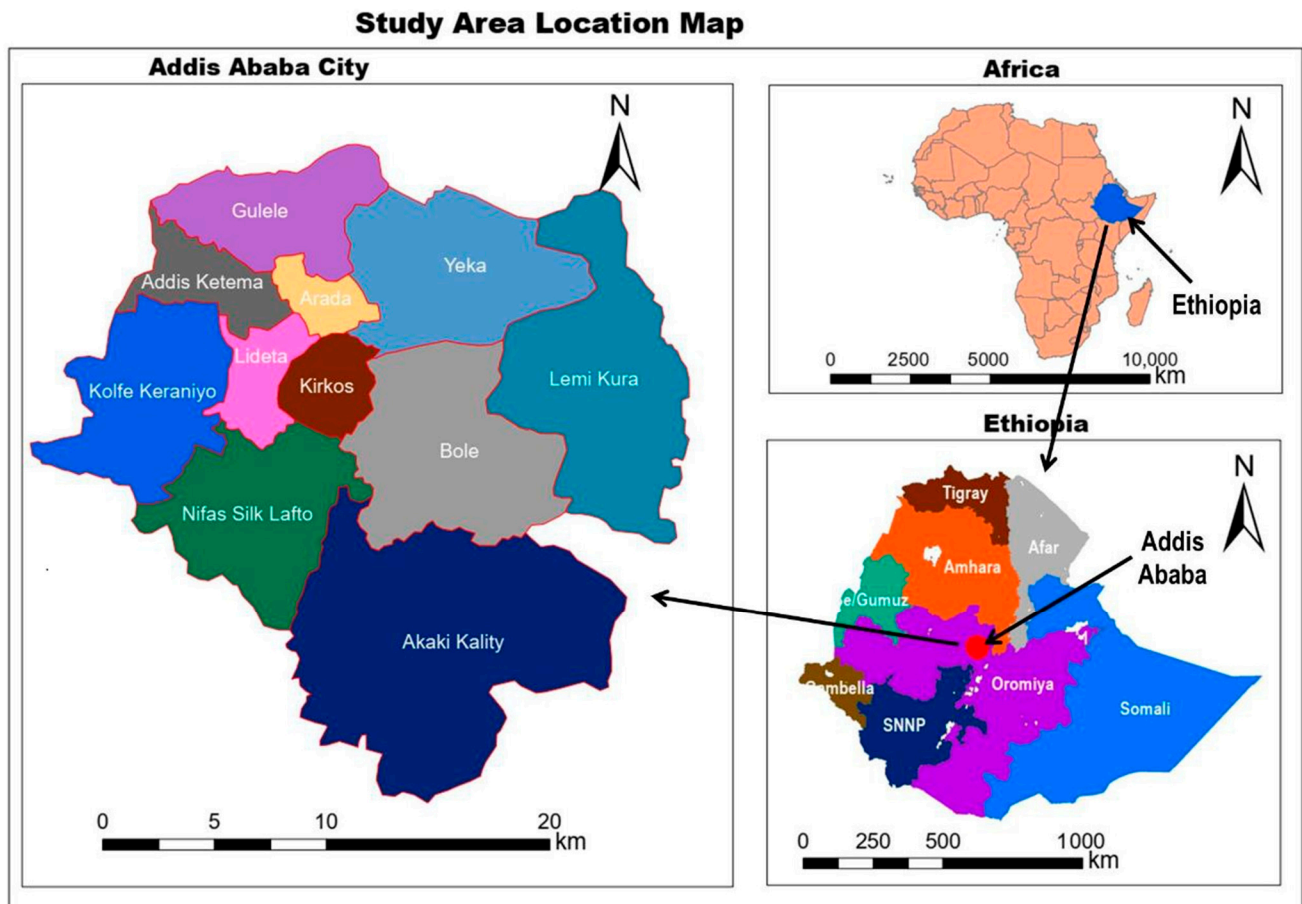 Study Area Location Map
Addis Ababa City
N
Gulele
Yeka
Addis Ketema
Arada
Lideta
Kirkos
Kolfe Keraniyo
Lemi Kura
Bole
Nifas Silk Lafto
Akaki Kality
0 5 10 20
km
Africa
N
Ethiopia
0 2500 5000 10,000
km
Ethiopia
N
Tigray
Afar
Addis
Ababa
Amhara
e/Gumuz
Oromiya
Gambella
Somali
SNNP
0 250 500 1000
km